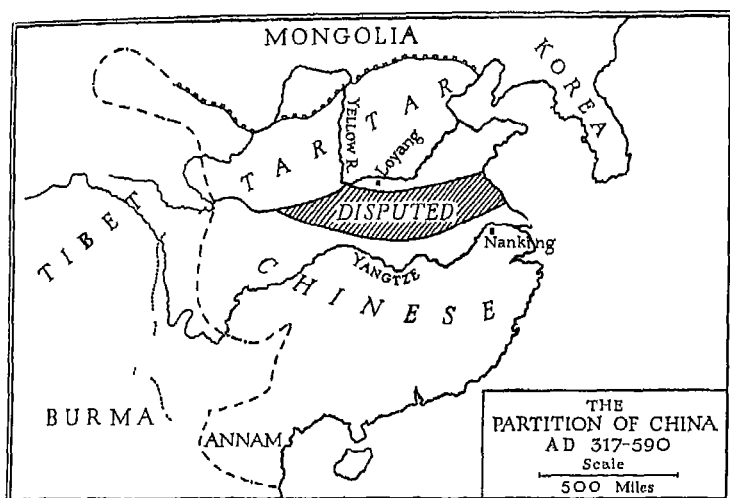 MONGOLIA
KOREA
TARTAR
YELLOW R.
Loyang
DISPUTED
TIBET
Nanking
YANGTZE
CHINESE
BURMA
ANNAM
THE
PARTITION OF CHINA
AD 317-590
Scale
500 Miles